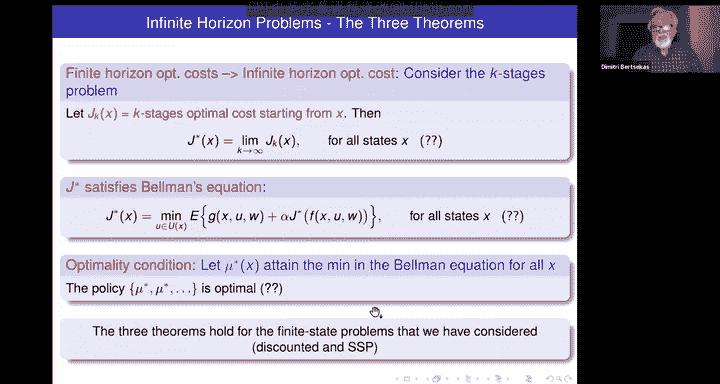 Infinite Horizon Problems - The Three Theorems
Dimitri Bertsekas
Finite horizon opt. costs –> Infinite horizon opt. cost: Consider the k-stages
problem
Let J_k(x) = k-stages optimal cost starting from x. Then
J*(x) = lim_{k→∞} J_k(x), for all states x (??)
J* satisfies Bellman's equation:
J*(x) = min_{u∈U(x)} E{g(x, u, w) + αJ*(f(x, u, w))}, for all states x (??)
Optimality condition: Let μ*(x) attain the min in the Bellman equation for all x
The policy {μ*, μ*, ...} is optimal (??)
The three theorems hold for the finite-state problems that we have considered
(discounted and SSP)